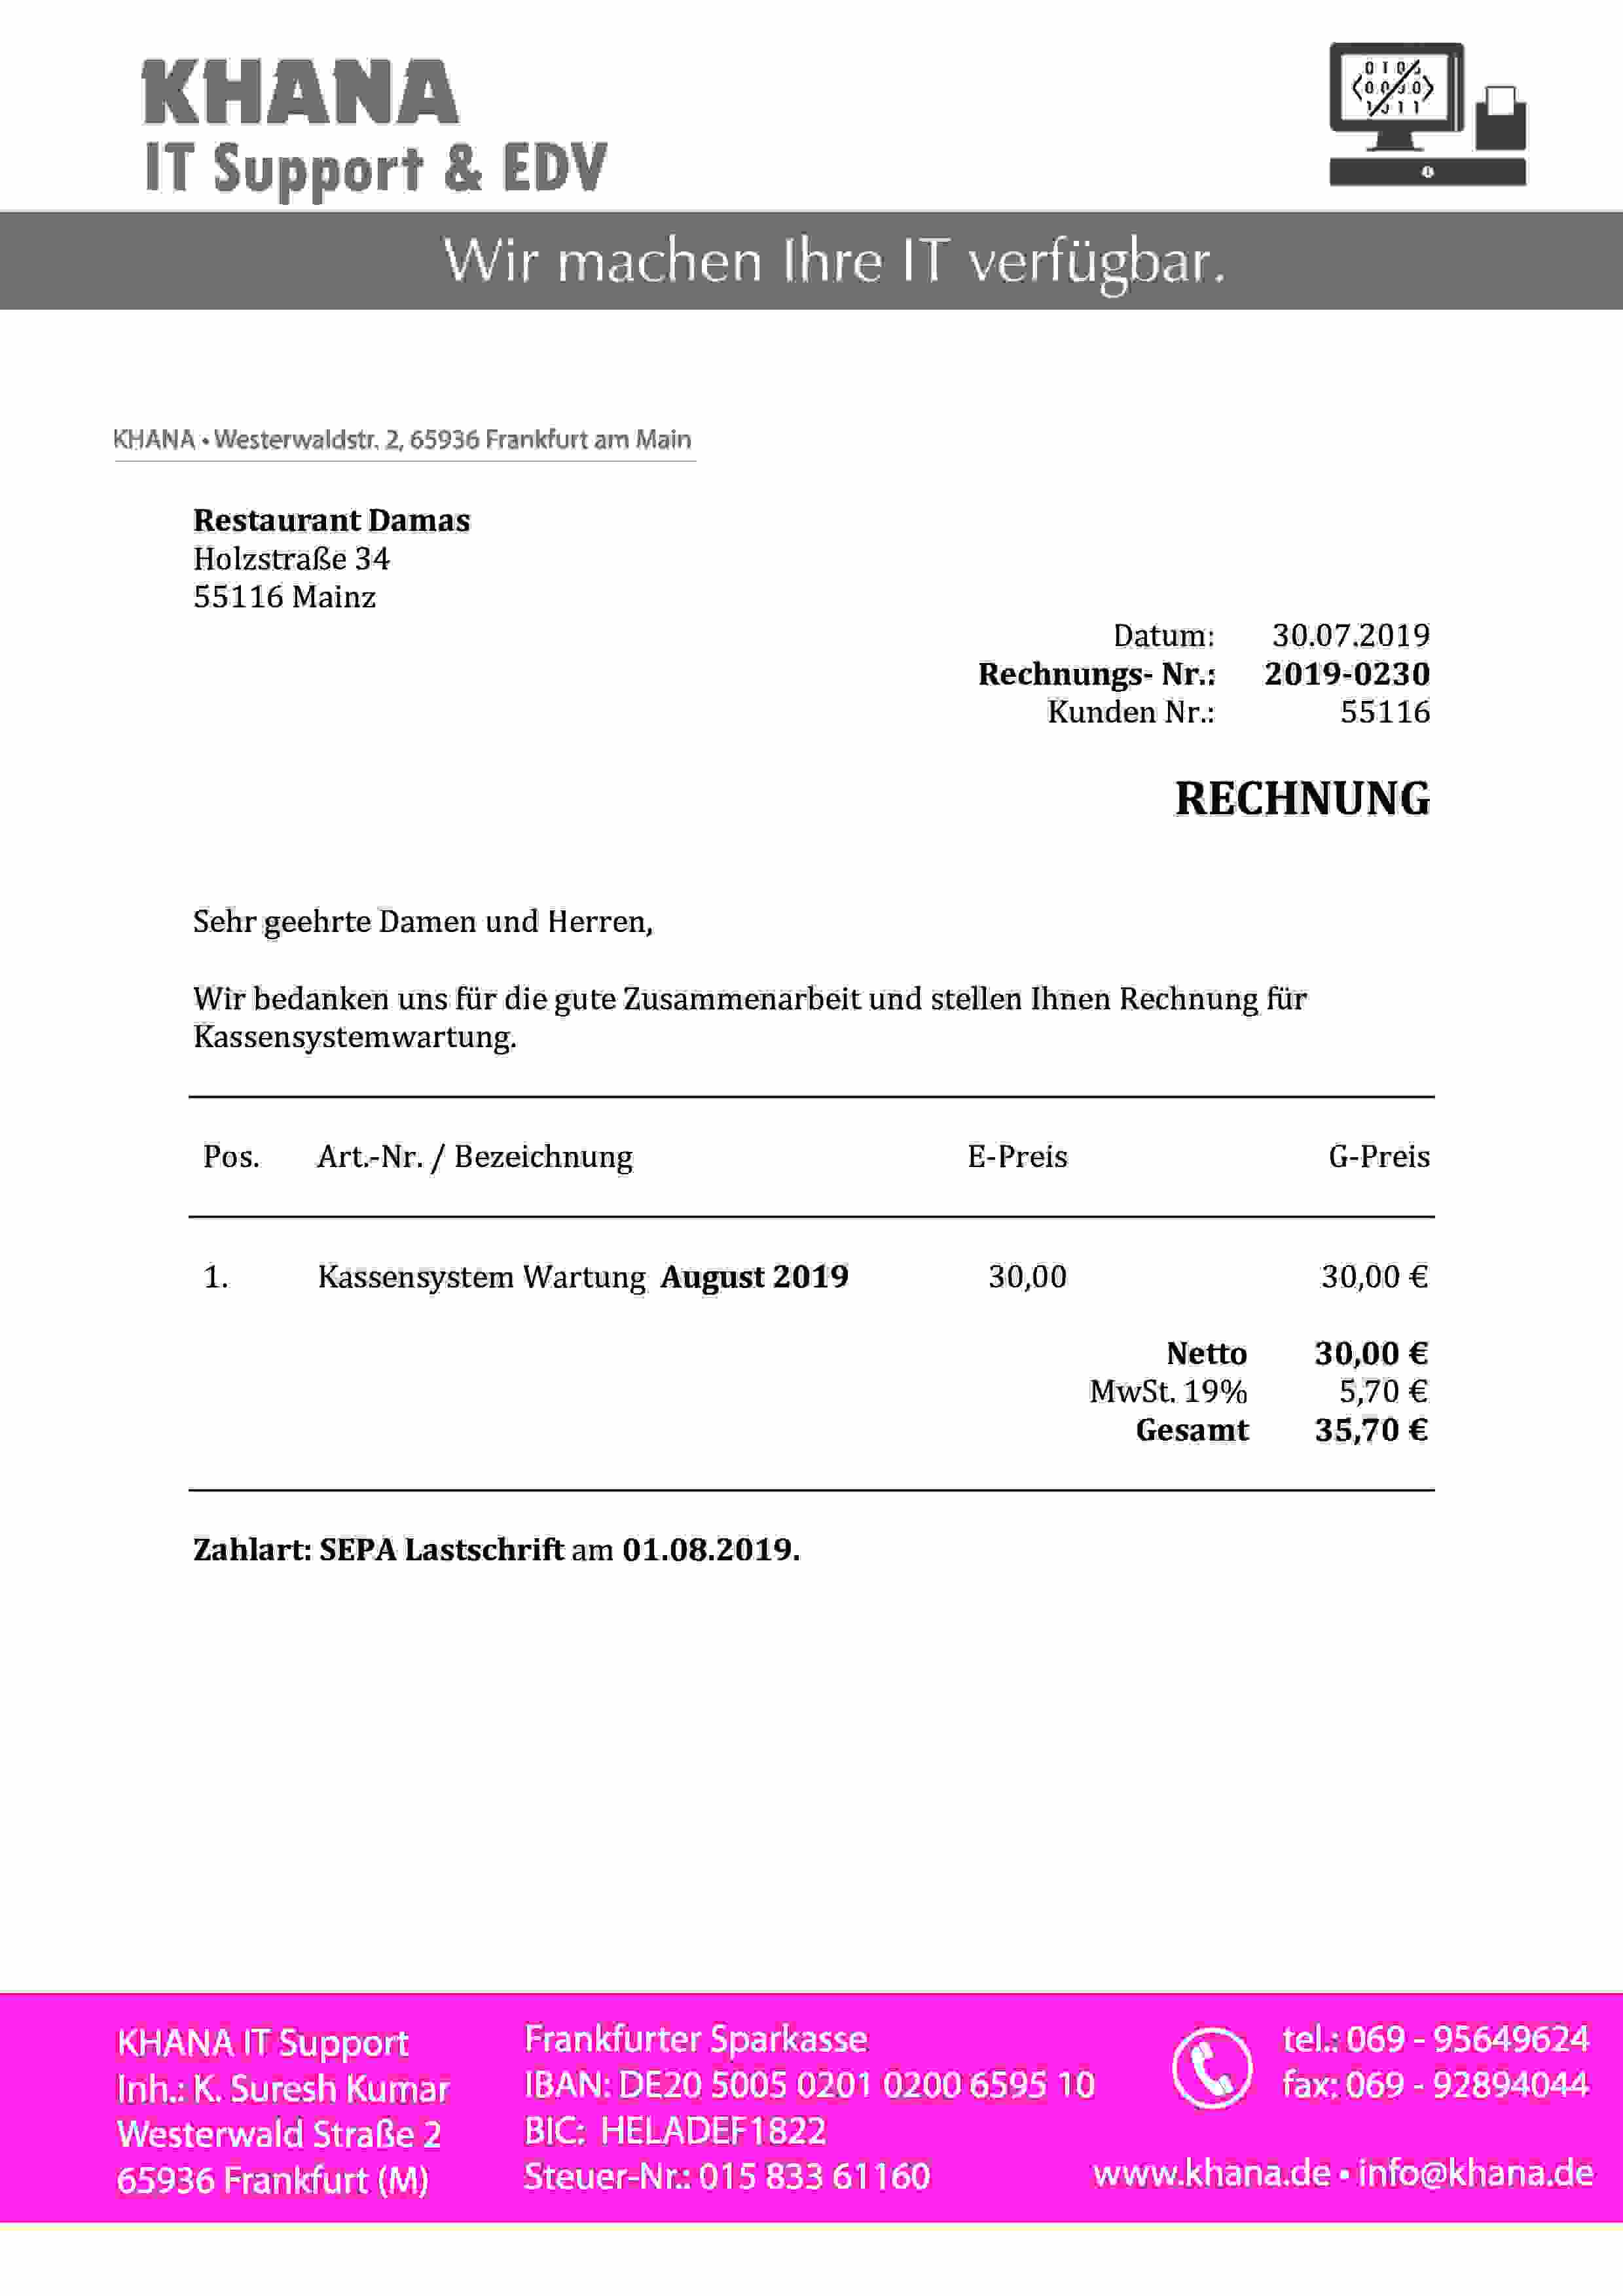 KHANA
IT Support & EDV
Wir machen Ihre IT verfügbar.
KHANA • Westerwaldstr. 2, 65936 Frankfurt am Main
Restaurant Damas
Holzstraße 34
55116 Mainz
Datum: 30.07.2019
Rechnungs- Nr.: 2019-0230
Kunden Nr.: 55116
RECHNUNG
Sehr geehrte Damen und Herren,
Wir bedanken uns für die gute Zusammenarbeit und stellen Ihnen Rechnung für
Kassensystemwartung.
Pos. Art.-Nr. / Bezeichnung E-Preis G-Preis
1. Kassensystem Wartung August 2019 30,00 30,00 €
Netto 30,00 €
MwSt. 19% 5,70 €
Gesamt 35,70 €
Zahlart: SEPA Lastschrift am 01.08.2019.
KHANA IT Support
Inh.: K. Suresh Kumar
Westerwald Straße 2
65936 Frankfurt (M)
Frankfurter Sparkasse
IBAN: DE20 5005 0201 0200 6595 10
BIC: HELADEF1822
Steuer-Nr.: 015 833 61160
tel.: 069 - 95649624
fax: 069 - 92894044
www.khana.de • info@khana.de